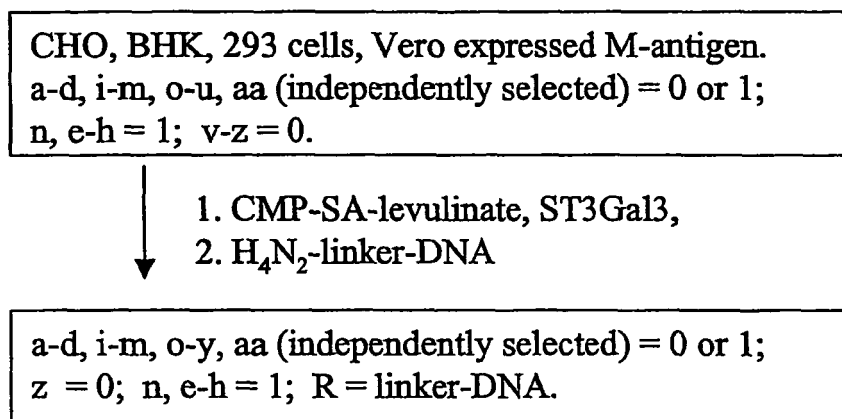 CHO, BHK, 293 cells, Vero expressed M-antigen.
a-d, i-m, o-u, aa (independently selected) = 0 or 1;
n, e-h = 1; v-z = 0.
1. CMP-SA-levulinate, ST3Gal3,
2. H₄N₂-linker-DNA
a-d, i-m, o-y, aa (independently selected) = 0 or 1;
z = 0; n, e-h = 1; R = linker-DNA.